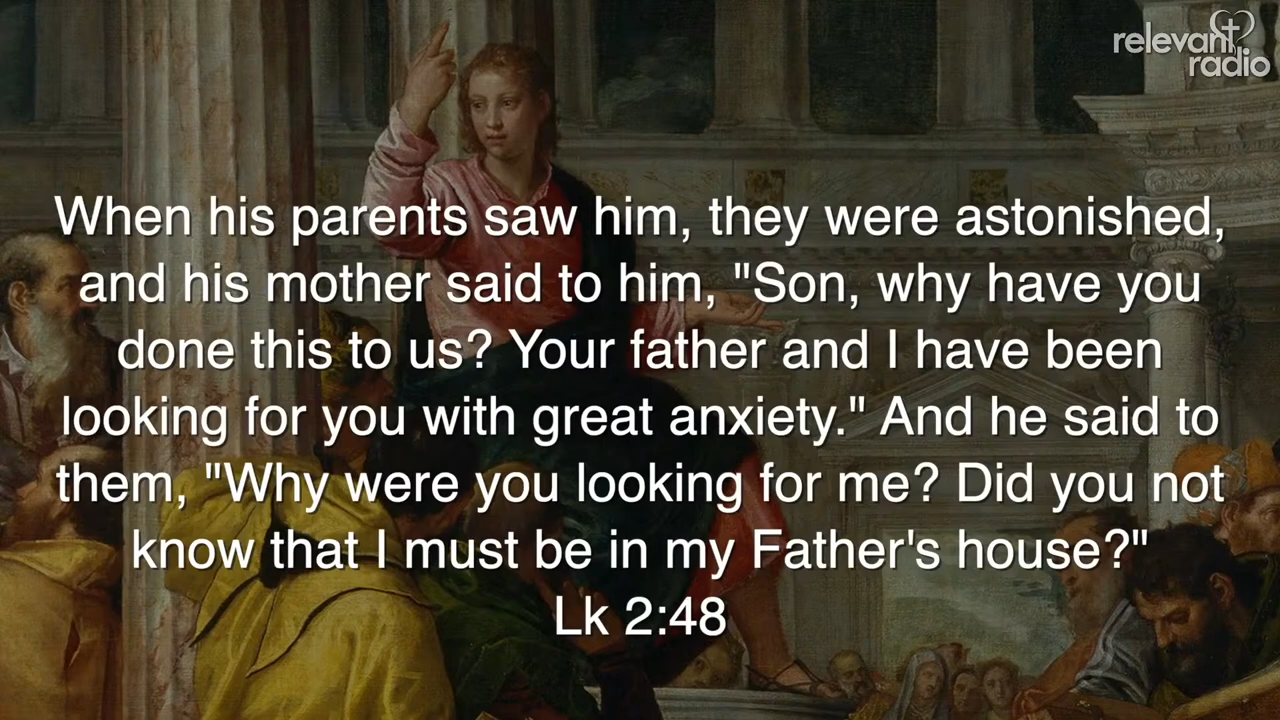 relevant
radio
When his parents saw him, they were astonished,
and his mother said to him, "Son, why have you
done this to us? Your father and I have been
looking for you with great anxiety." And he said to
them, "Why were you looking for me? Did you not
know that I must be in my Father's house?"
Lk 2:48